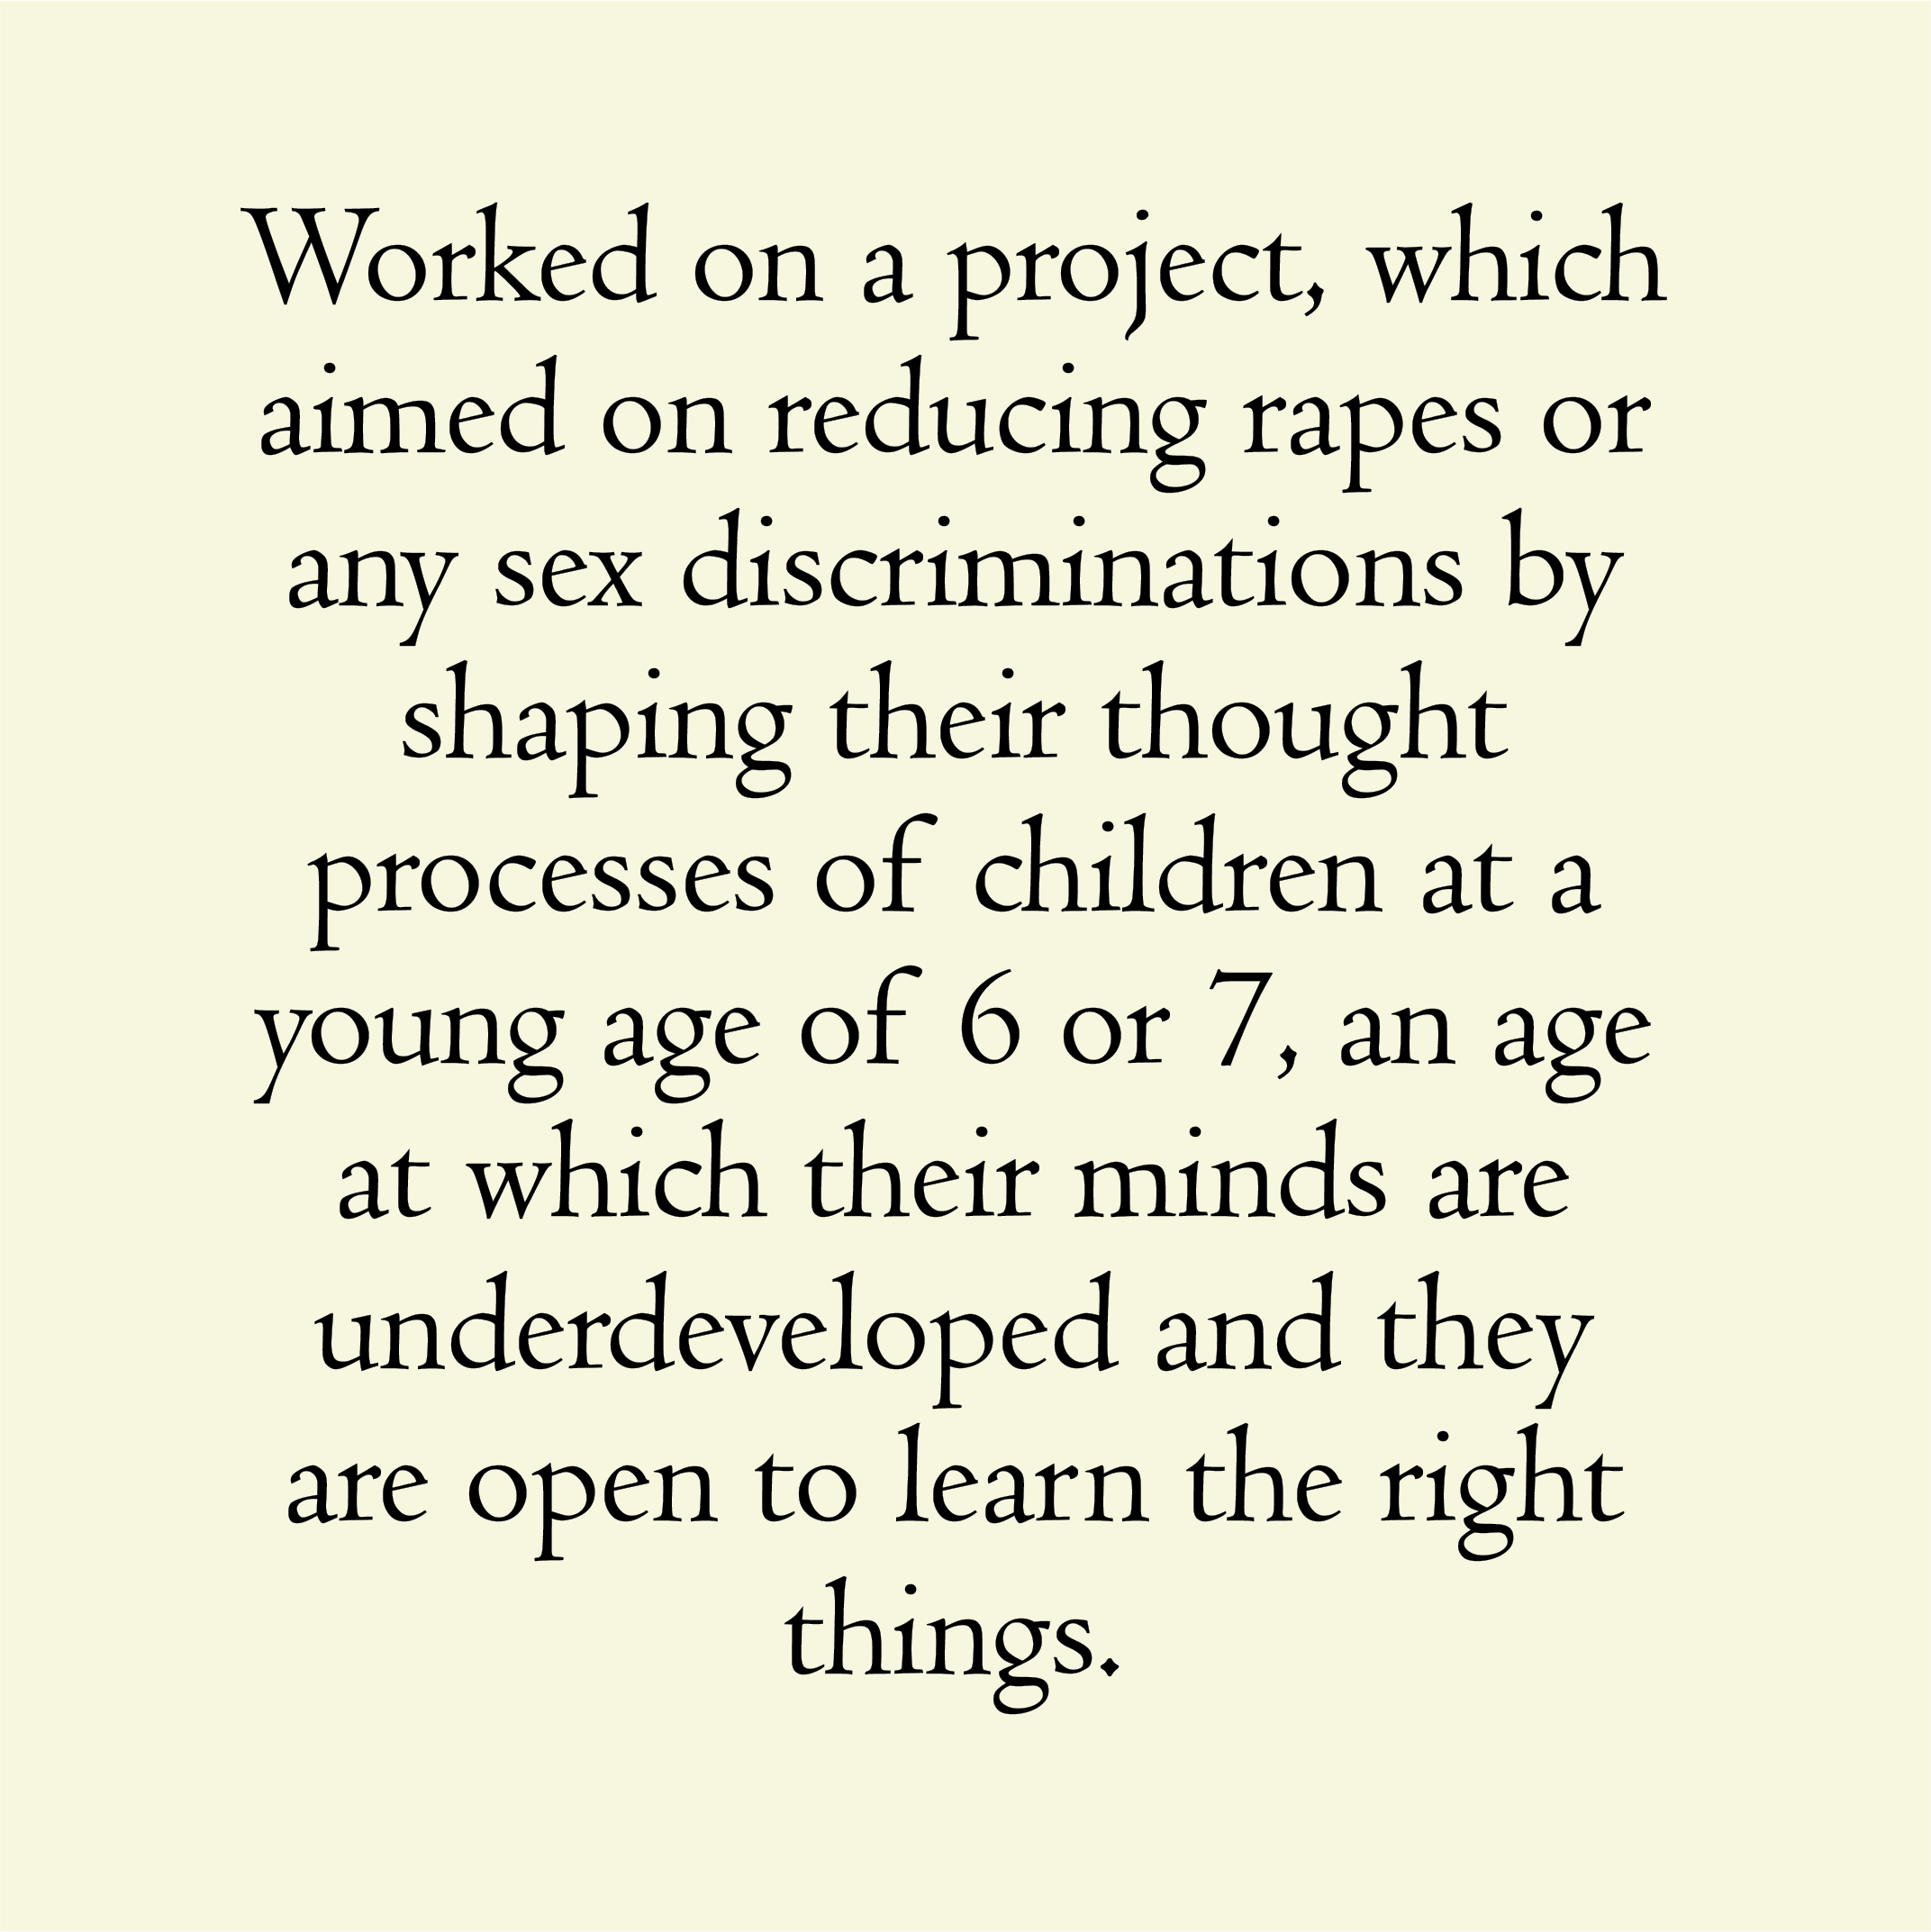 Worked on a project, which
aimed on reducing rapes or
any sex discriminations by
shaping their thought
processes of children at a
young age of 6 or 7, an age
at which their minds are
underdeveloped and they
are open to learn the right
things.